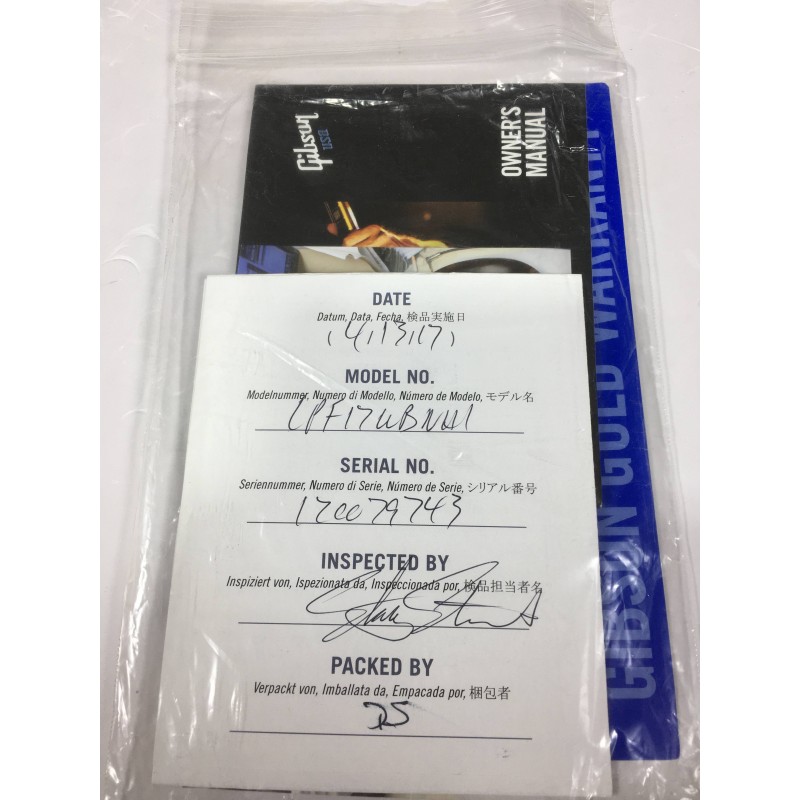 Gibson
USA
OWNER'S
MANUAL
GIBSON GOLD WARRANTY
DATE
Datum, Data, Fecha, 検品実施日
4/13/17
MODEL NO.
Modelnummer, Numero di Modello, Número de Modelo, モデル名
LPF17UBNH1
SERIAL NO.
Seriennummer, Numero di Serie, Número de Serie, シリアル番号
170079743
INSPECTED BY
Inspiziert von, Ispezionata da, Inspeccionada por, 検品担当者名
PACKED BY
Verpackt von, Imballata da, Empacada por, 梱包者